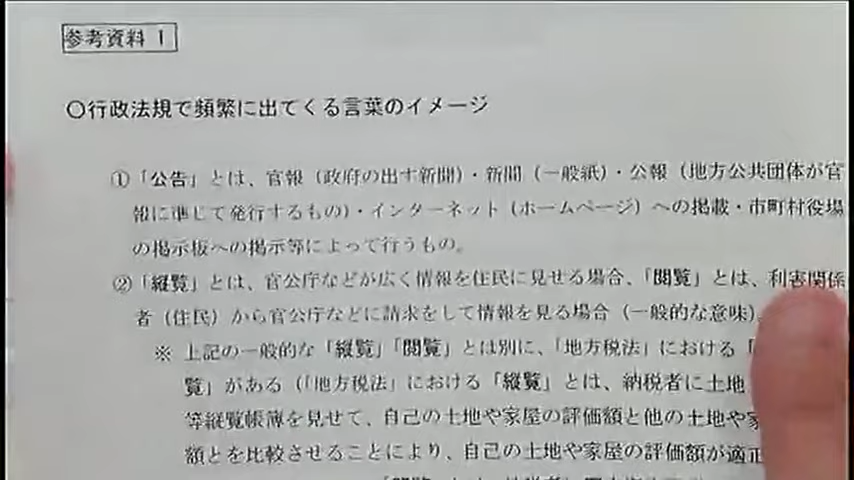 参考資料 1
〇行政法規で頻繁に出てくる言葉のイメージ
①「公告」とは、官報(政府の出す新聞)・新聞(一般紙)・公報(地方公共団体が官
報に準じて発行するもの)・インターネット(ホームページ)への掲載・市町村役場
の掲示板への掲示等によって行うもの。
②「縦覧」とは、官公庁などが広く情報を住民に見せる場合、「閲覧」とは、利害関係
者(住民)から官公庁などに請求をして情報を見る場合(一般的な意味)。
※ 上記の一般的な「縦覧」「閲覧」とは別に、「地方税法」における「
覧」がある(「地方税法」における「縦覧」とは、納税者に土地
等縦覧帳簿を見せて、自己の土地や家屋の評価額と他の土地や家
額とを比較させることにより、自己の土地や家屋の評価額が適正